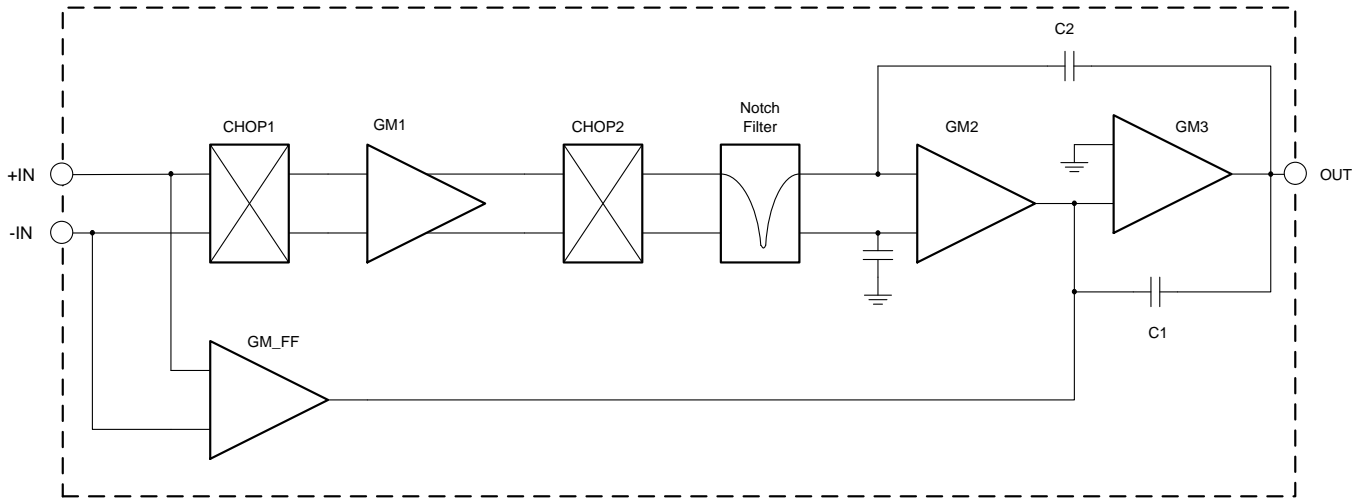 C2
Notch
Filter
CHOP1
GM1
CHOP2
GM2
GM3
+IN
OUT
-IN
C1
GM_FF